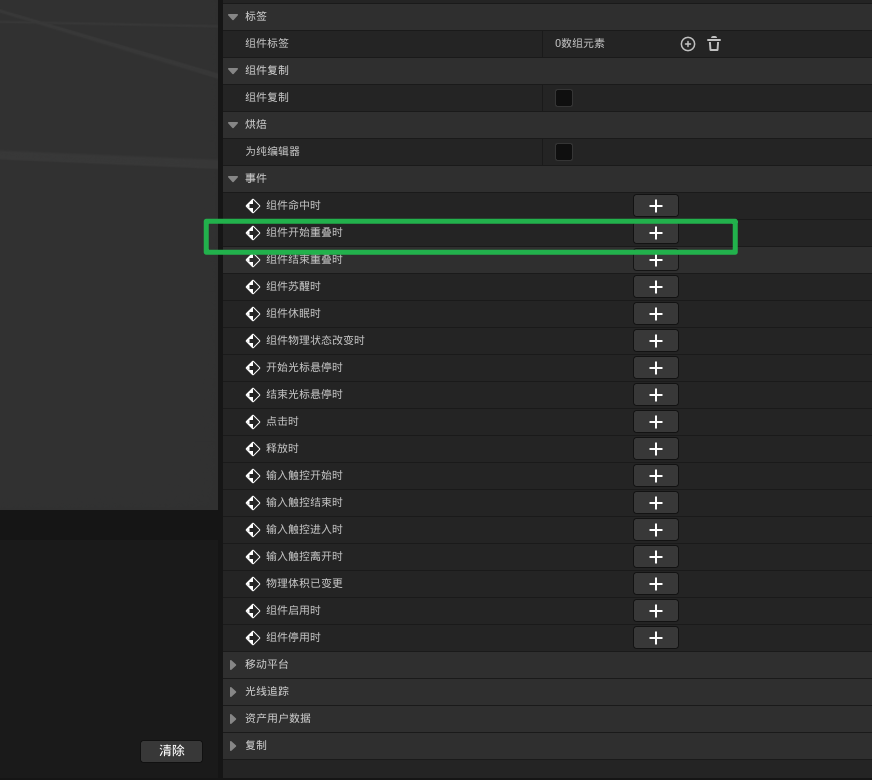 标签
组件标签 0数组元素
组件复制
组件复制
烘焙
为纯编辑器
事件
组件命中时
组件开始重叠时
组件结束重叠时
组件苏醒时
组件休眠时
组件物理状态改变时
开始光标悬停时
结束光标悬停时
点击时
释放时
输入触控开始时
输入触控结束时
输入触控进入时
输入触控离开时
物理体积已变更
组件启用时
组件停用时
移动平台
光线追踪
资产用户数据
复制
清除